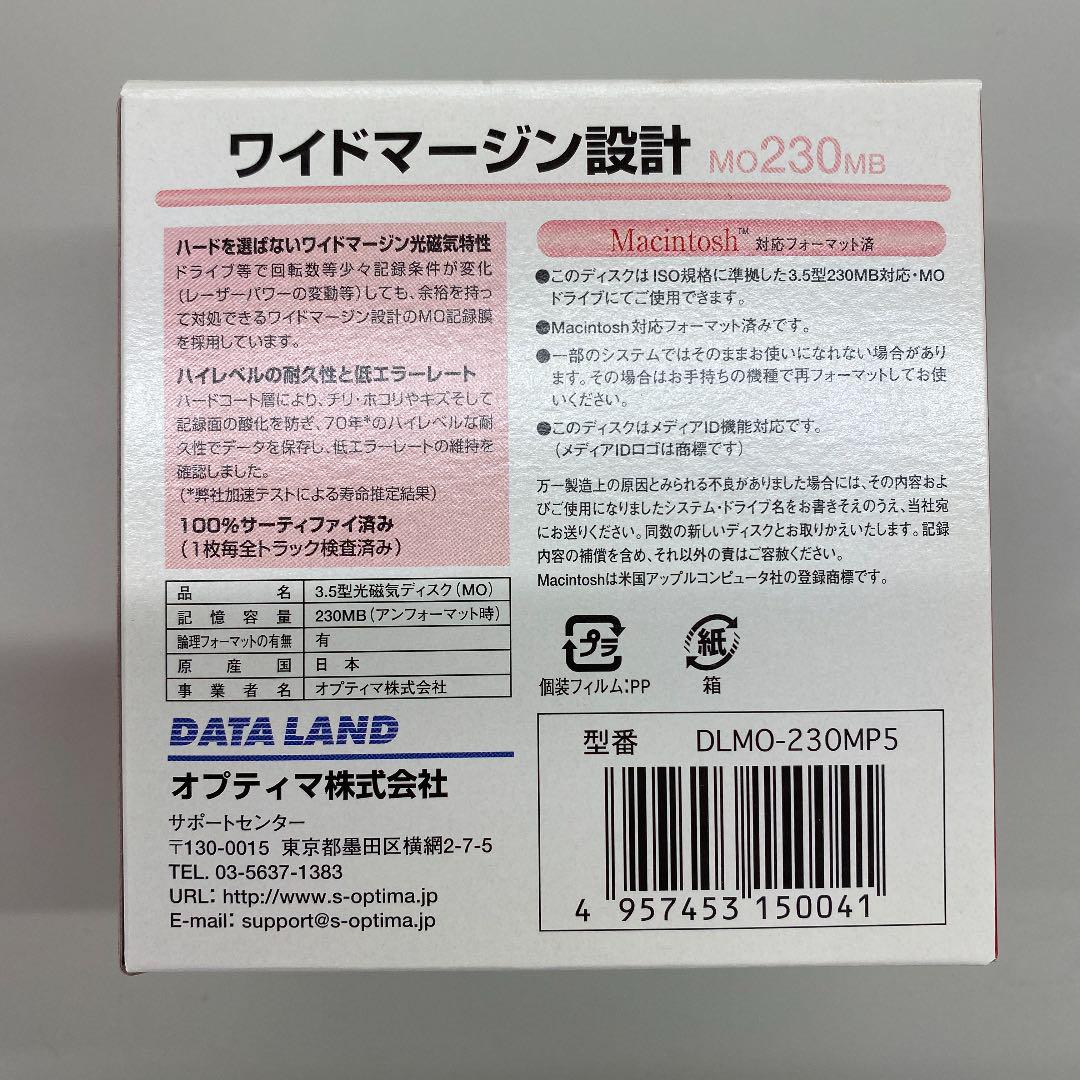 ワイドマージン設計 MO230MB
ハードを選ばないワイドマージン光磁気特性
ドライブ等で回転数等少々記録条件が変化
(レーザーパワーの変動等)しても、余裕を持っ
て対処できるワイドマージン設計のMO記録膜
を採用しています。
ハイレベルの耐久性と低エラーレート
ハードコート層により、チリ・ホコリやキズそして
記録面の酸化を防ぎ、70年*のハイレベルな耐
久性でデータを保存し、低エラーレートの維持を
確認しました。
(*弊社加速テストによる寿命推定結果)
100%サーティファイ済み
(1枚毎全トラック検査済み)
品名 3.5型光磁気ディスク(MO)
記憶容量 230MB(アンフォーマット時)
論理フォーマットの有無 有
原産国 日本
事業者名 オプティマ株式会社
DATA LAND
オプティマ株式会社
サポートセンター
〒130-0015 東京都墨田区横網2-7-5
TEL. 03-5637-1383
URL: http://www.s-optima.jp
E-mail: support@s-optima.jp
Macintosh™ 対応フォーマット済
●このディスクは ISO規格に準拠した3.5型230MB対応・MO
ドライブにてご使用できます。
●Macintosh対応フォーマット済みです。
●一部のシステムではそのままお使いになれない場合があり
ます。その場合はお手持ちの機種で再フォーマットしてお使
いください。
●このディスクはメディアID機能対応です。
(メディアIDロゴは商標です)
万一製造上の原因とみられる不良がありました場合には、その内容およ
びご使用になりましたシステム・ドライブ名をお書きそえのうえ、当社宛
にお送りください。同数の新しいディスクとお取りかえいたします。記録
内容の補償を含め、それ以外の責はご容赦ください。
Macintoshは米国アップルコンピュータ社の登録商標です。
プラ 紙
個装フィルム:PP 箱
型番 DLMO-230MP5
4 957453 150041